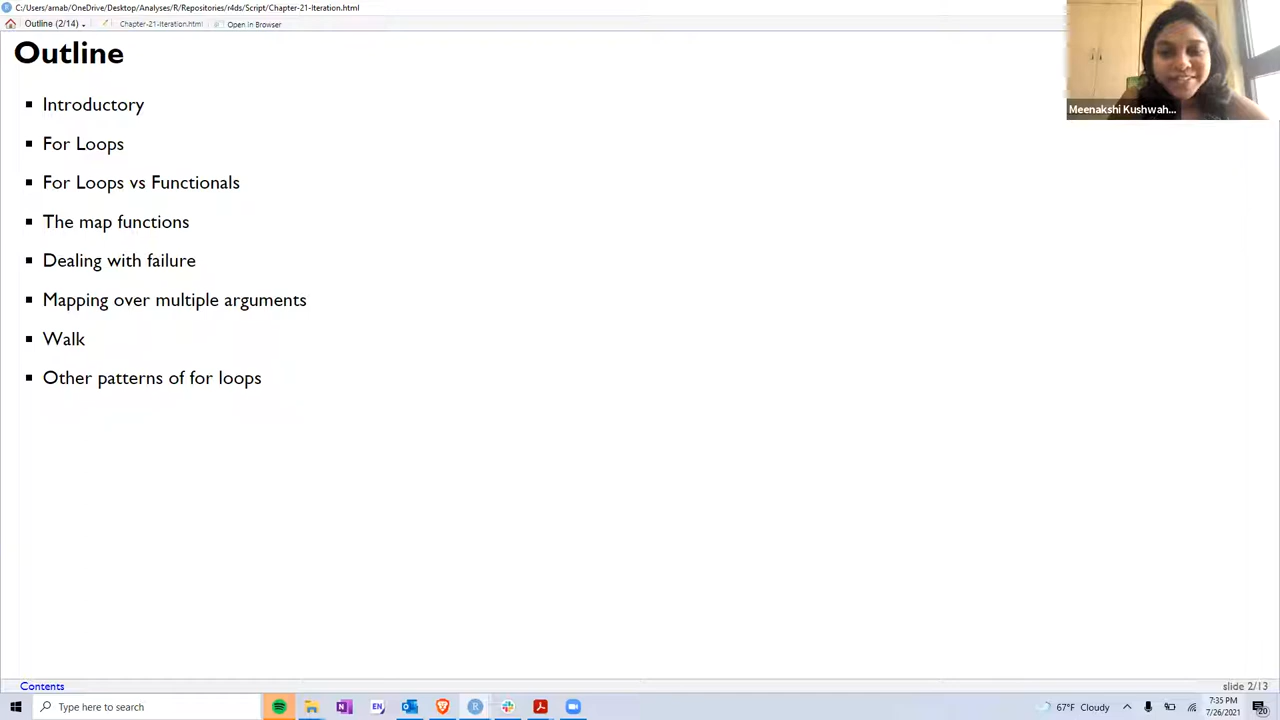 C:/Users/arnab/OneDrive/Desktop/Analyses/R/Repositories/r4ds/Script/Chapter-21-Iteration.html
Outline (2/14)
Chapter-21-Iteration.html
Open in Browser
Outline
Introductory
For Loops
For Loops vs Functionals
The map functions
Dealing with failure
Mapping over multiple arguments
Walk
Other patterns of for loops
Meenakshi Kushwah...
Contents
slide 2/13
Type here to search
N
EN
R
67°F Cloudy
7:35 PM
7/26/2021
20